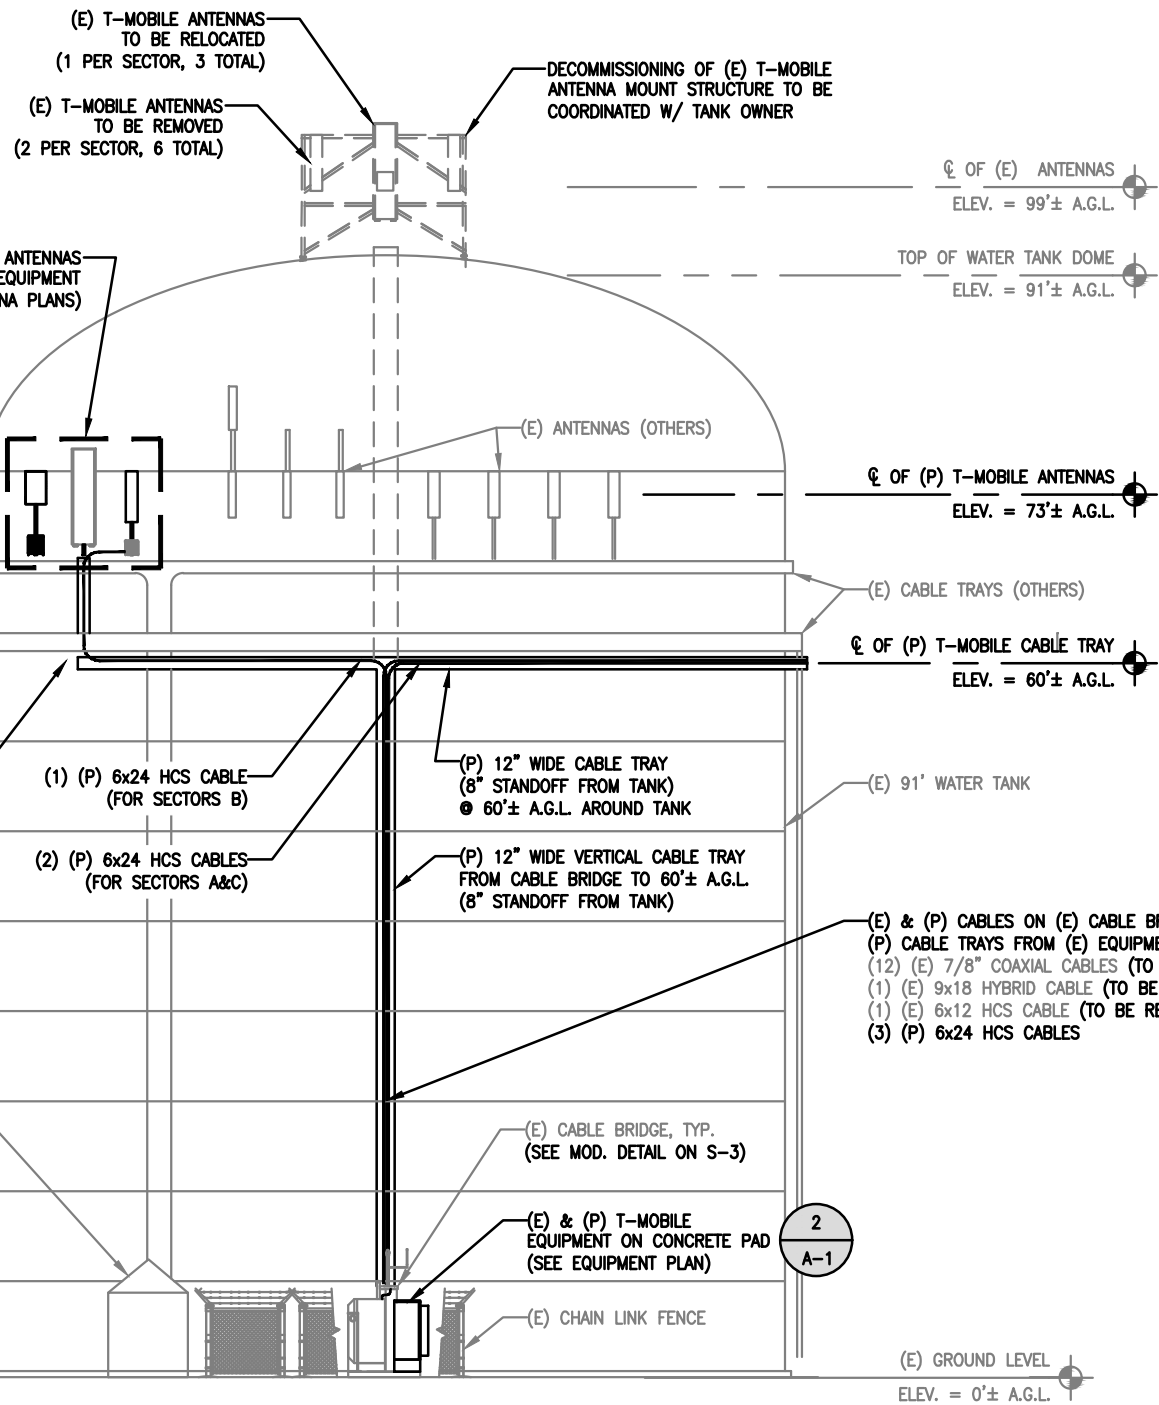 (E) T-MOBILE ANTENNAS
TO BE RELOCATED
(1 PER SECTOR, 3 TOTAL)
(E) T-MOBILE ANTENNAS
TO BE REMOVED
(2 PER SECTOR, 6 TOTAL)
DECOMMISSIONING OF (E) T-MOBILE
ANTENNA MOUNT STRUCTURE TO BE
COORDINATED W/ TANK OWNER
℄ OF (E) ANTENNAS
ELEV. = 99'± A.G.L.
TOP OF WATER TANK DOME
ELEV. = 91'± A.G.L.
ANTENNAS
EQUIPMENT
NA PLANS)
(E) ANTENNAS (OTHERS)
℄ OF (P) T-MOBILE ANTENNAS
ELEV. = 73'± A.G.L.
(E) CABLE TRAYS (OTHERS)
℄ OF (P) T-MOBILE CABLE TRAY
ELEV. = 60'± A.G.L.
(1) (P) 6x24 HCS CABLE
(FOR SECTORS B)
(P) 12" WIDE CABLE TRAY
(8" STANDOFF FROM TANK)
@ 60'± A.G.L. AROUND TANK
(E) 91' WATER TANK
(2) (P) 6x24 HCS CABLES
(FOR SECTORS A&C)
(P) 12" WIDE VERTICAL CABLE TRAY
FROM CABLE BRIDGE TO 60'± A.G.L.
(8" STANDOFF FROM TANK)
(E) & (P) CABLES ON (E) CABLE BR
(P) CABLE TRAYS FROM (E) EQUIPME
(12) (E) 7/8" COAXIAL CABLES (TO
(1) (E) 9x18 HYBRID CABLE (TO BE
(1) (E) 6x12 HCS CABLE (TO BE RE
(3) (P) 6x24 HCS CABLES
(E) CABLE BRIDGE, TYP.
(SEE MOD. DETAIL ON S-3)
(E) & (P) T-MOBILE
EQUIPMENT ON CONCRETE PAD
(SEE EQUIPMENT PLAN)
2
A-1
(E) CHAIN LINK FENCE
(E) GROUND LEVEL
ELEV. = 0'± A.G.L.